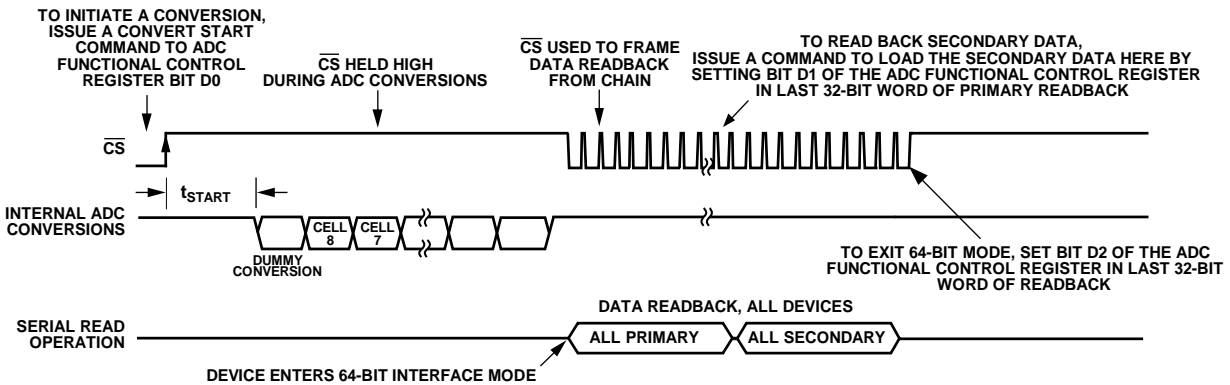 TO INITIATE A CONVERSION,
ISSUE A CONVERT START
COMMAND TO ADC
FUNCTIONAL CONTROL
REGISTER BIT D0
CS HELD HIGH
DURING ADC CONVERSIONS
CS USED TO FRAME
DATA READBACK
FROM CHAIN
TO READ BACK SECONDARY DATA,
ISSUE A COMMAND TO LOAD THE SECONDARY DATA HERE BY
SETTING BIT D1 OF THE ADC FUNCTIONAL CONTROL REGISTER
IN LAST 32-BIT WORD OF PRIMARY READBACK
CS
tSTART
INTERNAL ADC
CONVERSIONS
CELL
8
CELL
7
DUMMY
CONVERSION
TO EXIT 64-BIT MODE, SET BIT D2 OF THE ADC
FUNCTIONAL CONTROL REGISTER IN LAST 32-BIT
WORD OF READBACK
DATA READBACK, ALL DEVICES
SERIAL READ
OPERATION
ALL PRIMARY
ALL SECONDARY
DEVICE ENTERS 64-BIT INTERFACE MODE